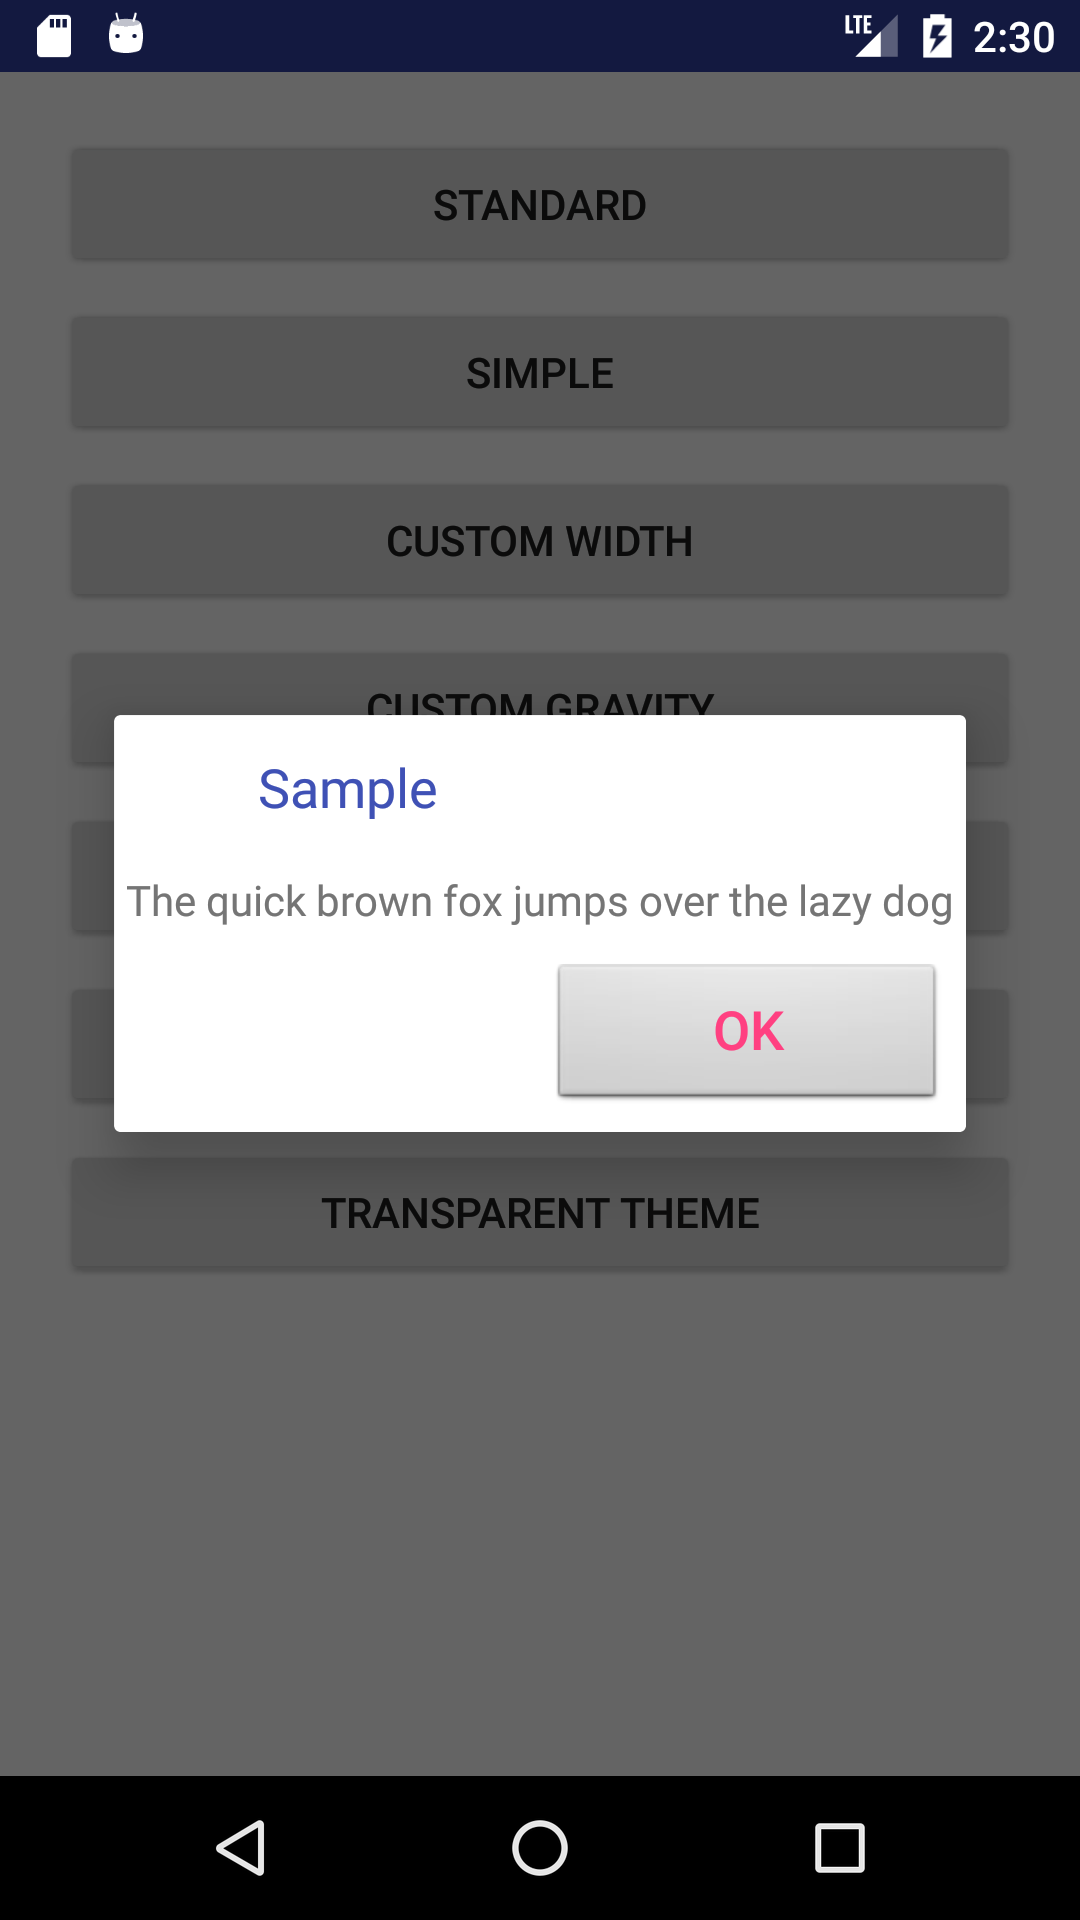 LTE 2:30
STANDARD
SIMPLE
CUSTOM WIDTH
CUSTOM GRAVITY
Sample
The quick brown fox jumps over the lazy dog
OK
TRANSPARENT THEME